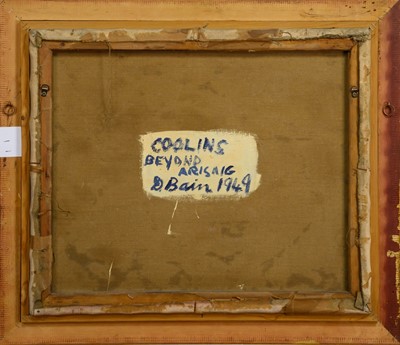 COOLINS
BEYOND
ARISAIG
D Bain 1949